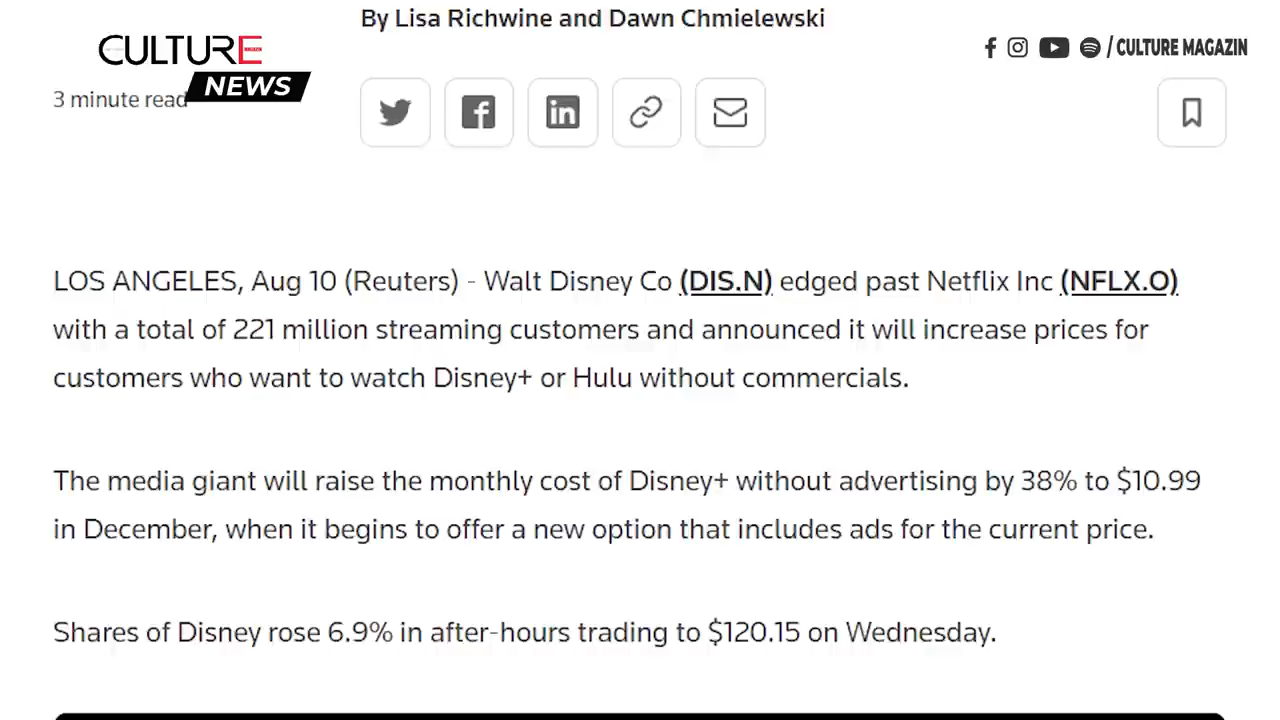 By Lisa Richwine and Dawn Chmielewski
CULTURE
NEWS
/ CULTURE MAGAZIN
3 minute read
LOS ANGELES, Aug 10 (Reuters) - Walt Disney Co (DIS.N) edged past Netflix Inc (NFLX.O)
with a total of 221 million streaming customers and announced it will increase prices for
customers who want to watch Disney+ or Hulu without commercials.
The media giant will raise the monthly cost of Disney+ without advertising by 38% to $10.99
in December, when it begins to offer a new option that includes ads for the current price.
Shares of Disney rose 6.9% in after-hours trading to $120.15 on Wednesday.